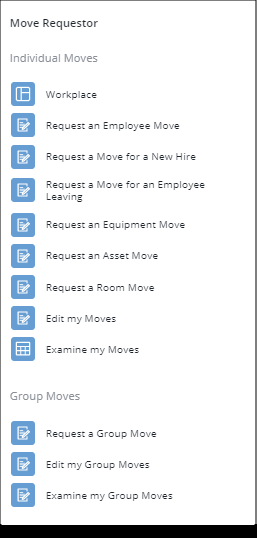 Move Requestor
Individual Moves
Workplace
Request an Employee Move
Request a Move for a New Hire
Request a Move for an Employee
Leaving
Request an Equipment Move
Request an Asset Move
Request a Room Move
Edit my Moves
Examine my Moves
Group Moves
Request a Group Move
Edit my Group Moves
Examine my Group Moves